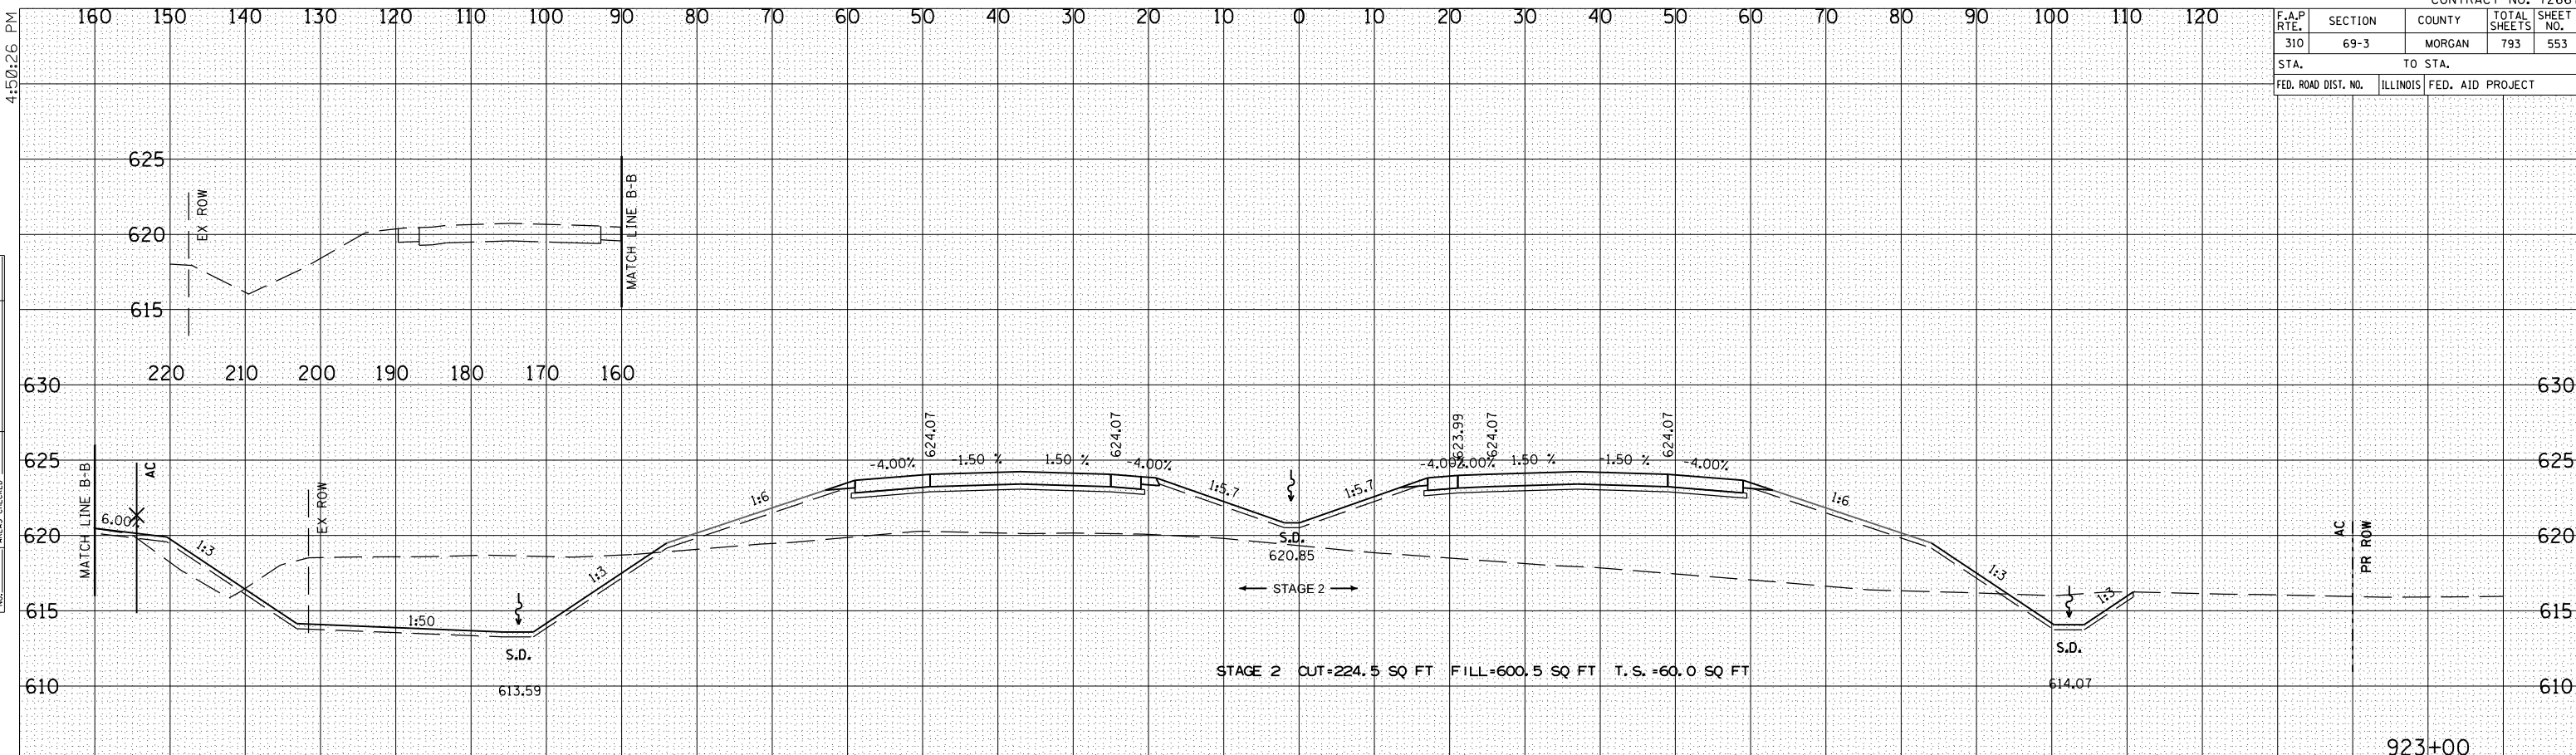 4:50:26 PM
160 150 140 130 120 110 100 90 80 70 60 50 40 30 20 10 0 10 20 30 40 50 60 70 80 90 100 110 120
F.A.P RTE. SECTION COUNTY TOTAL SHEETS SHEET NO.
310 69-3 MORGAN 793 553
STA. TO STA.
FED. ROAD DIST. NO. ILLINOIS FED. AID PROJECT
625
620
615
EX ROW
MATCH LINE B-B
220 210 200 190 180 170 160
630 630
624.07 624.07 623.99 624.07 624.07
625 625
-4.00% -1.50 % 1.50 % -4.00% -4.00% 1.50 % -1.50 % -4.00%
MATCH LINE B-B
AC
EX ROW
1:6 1:5.7 1:5.7 1:6
AC
PR ROW
620 620
1:3 1:3 1:3 1:3
S.D.
620.85
STAGE 2
615 615
1:50
S.D. S.D.
STAGE 2 CUT=224.5 SQ FT FILL=600.5 SQ FT T.S.=60.0 SQ FT
610 610
613.59 614.07
923+00